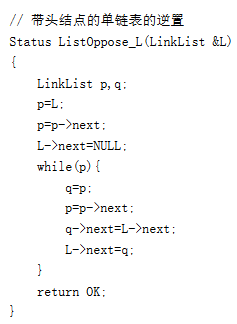 // 带头结点的单链表的逆置
Status ListOppose_L(LinkList &L)
{
    LinkList p,q;
    p=L;
    p=p->next;
    L->next=NULL;
    while(p){
        q=p;
        p=p->next;
        q->next=L->next;
        L->next=q;
    }
    return OK;
}